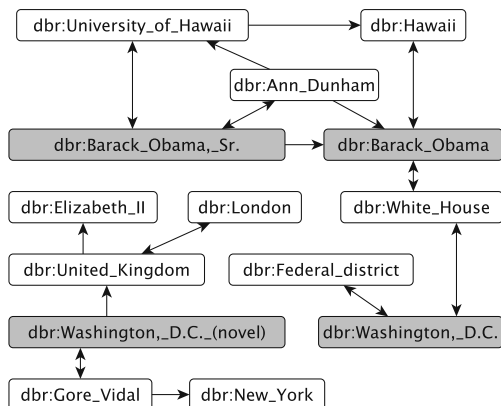 dbr:University_of_Hawaii
dbr:Hawaii
dbr:Ann_Dunham
dbr:Barack_Obama,_Sr.
dbr:Barack_Obama
dbr:Elizabeth_II
dbr:London
dbr:White_House
dbr:United_Kingdom
dbr:Federal_district
dbr:Washington,_D.C._(novel)
dbr:Washington,_D.C.
dbr:Gore_Vidal
dbr:New_York